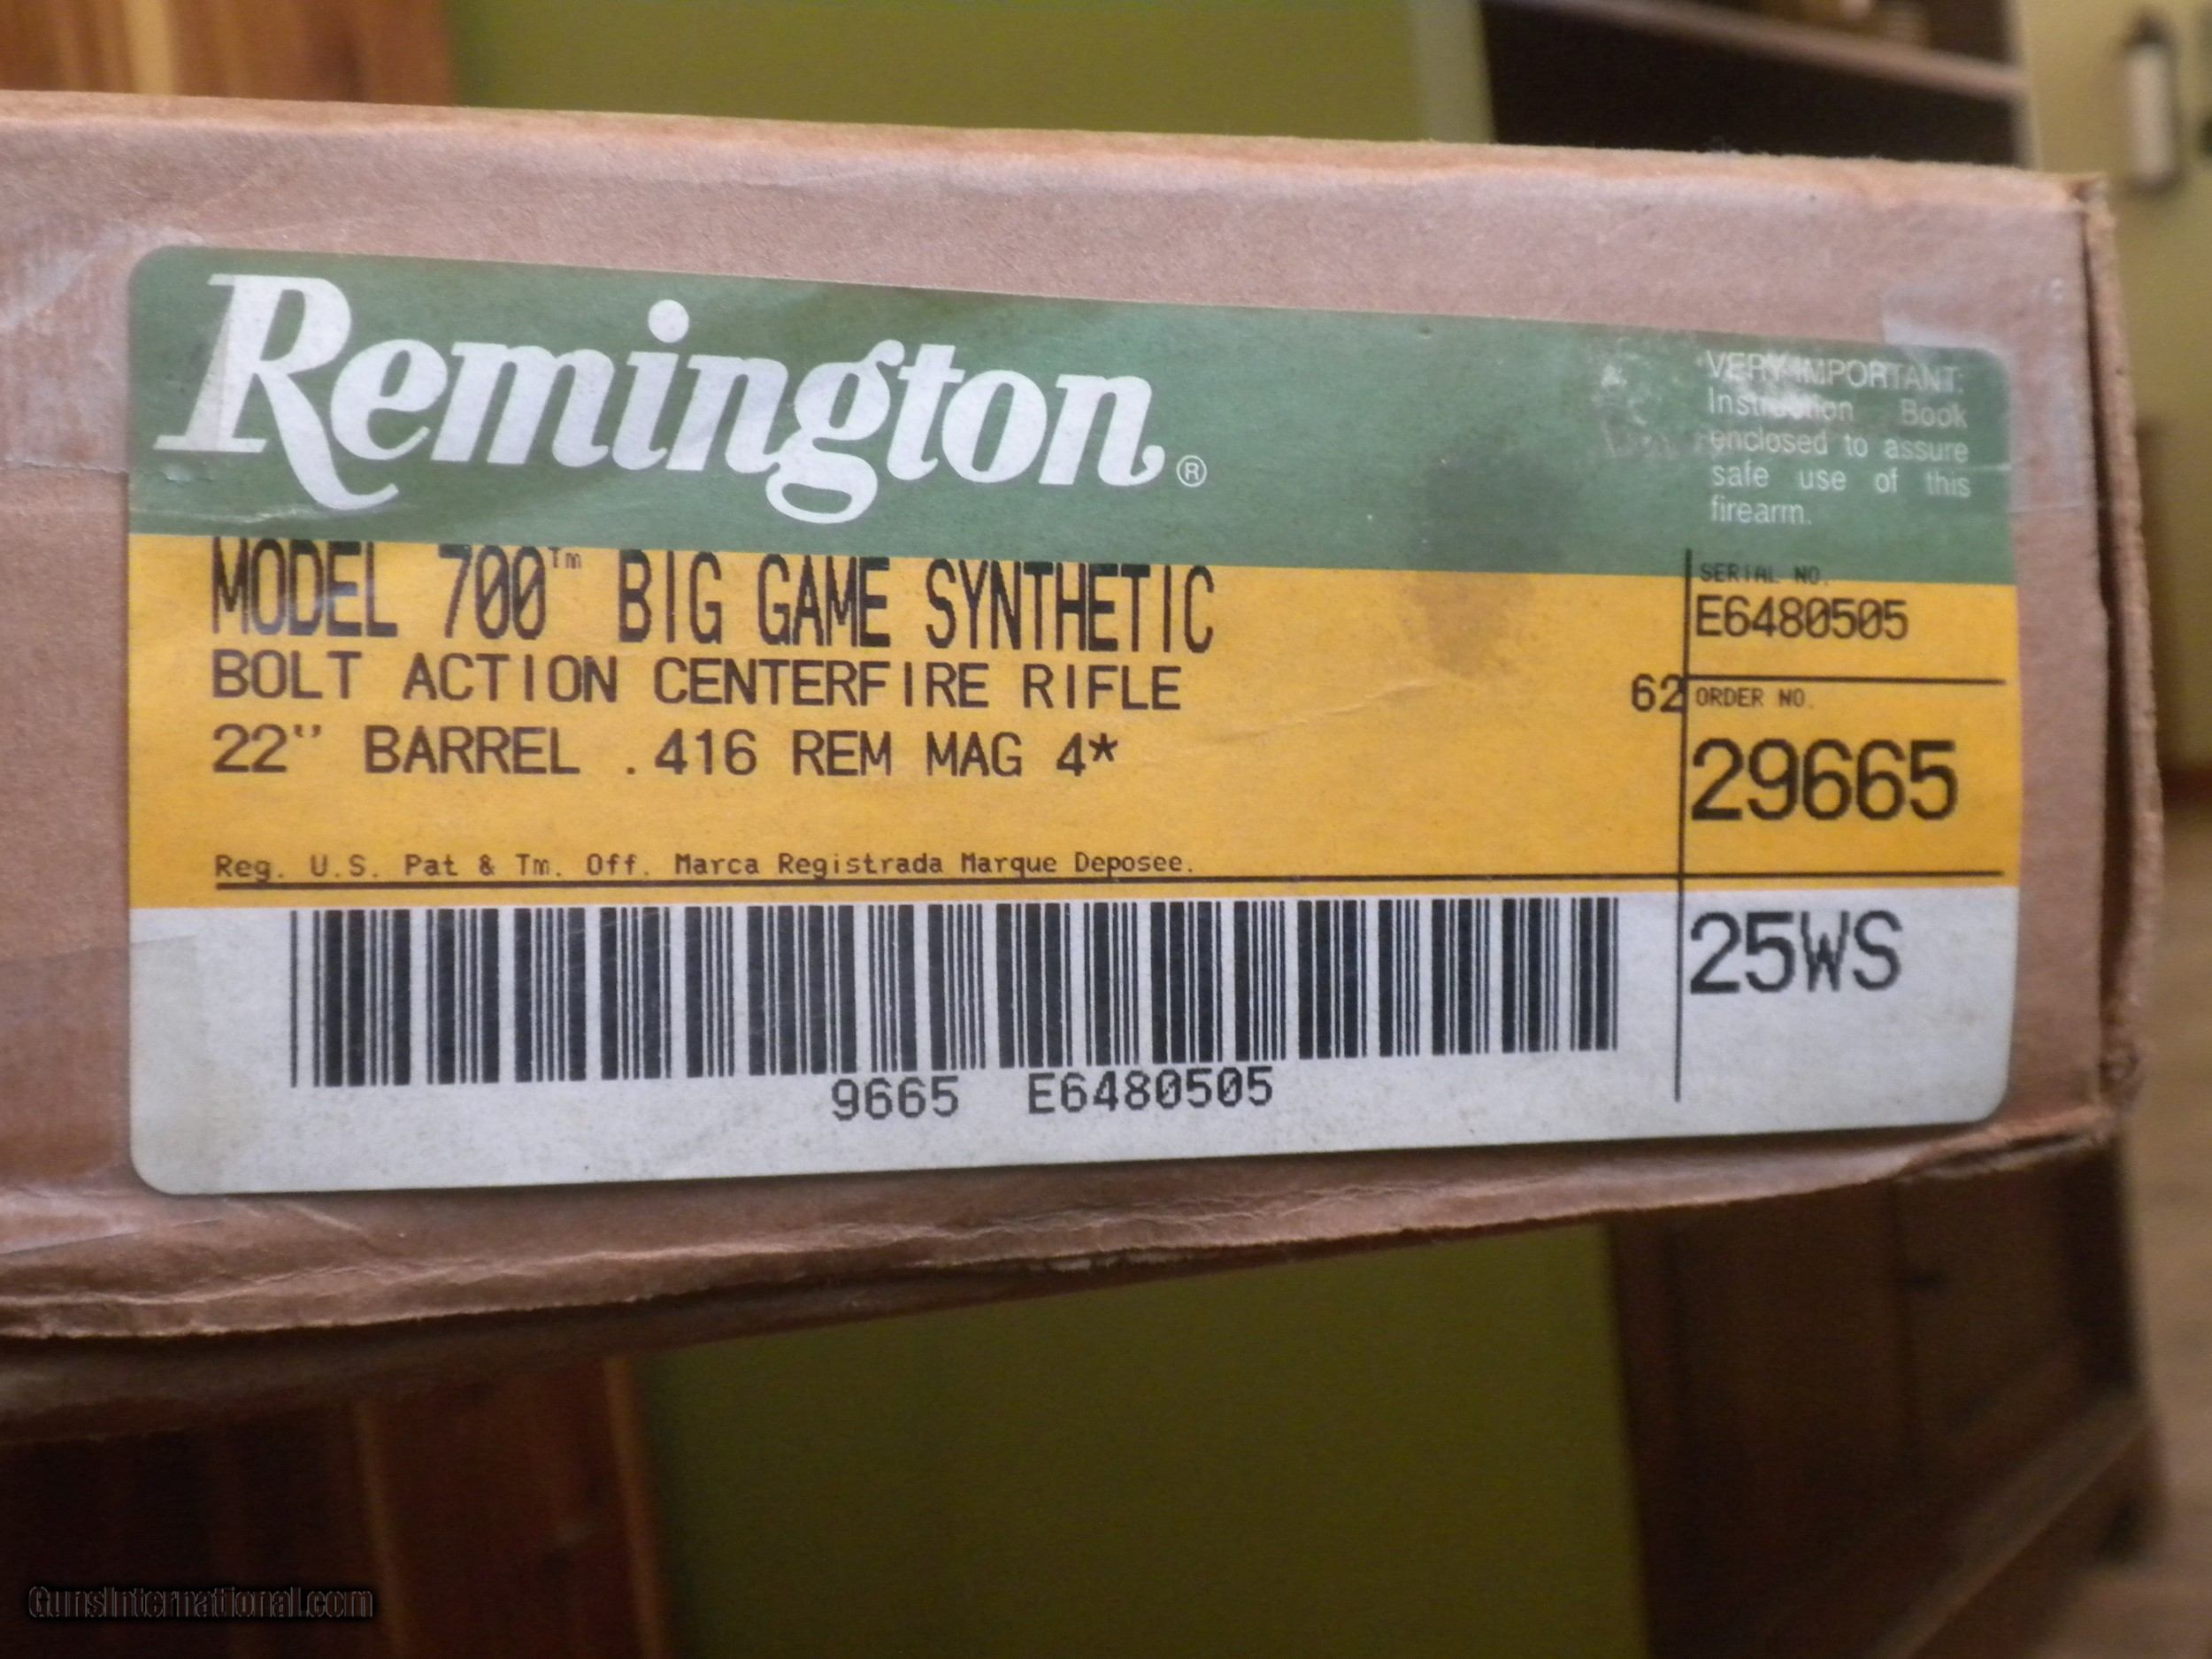 Remington®
VERY IMPORTANT:
Instruction Book
enclosed to assure
safe use of this
firearm.
MODEL 700™ BIG GAME SYNTHETIC
BOLT ACTION CENTERFIRE RIFLE
22" BARREL .416 REM MAG 4*
Reg. U.S. Pat & Tm. Off. Marca Registrada Marque Deposee.
SERIAL NO.
E6480505
62
ORDER NO.
29665
25WS
9665 E6480505
GunsInternational.com